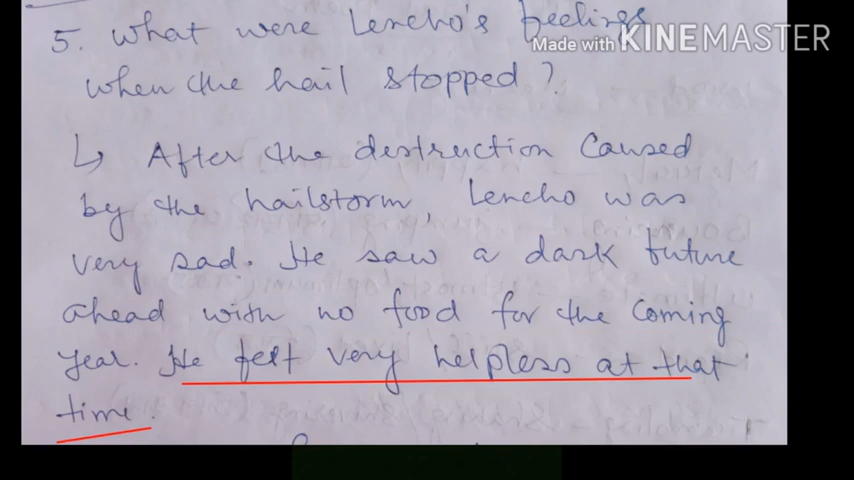 5. What were Lencho's feelings
Made with KINEMASTER
when the hail stopped?
↳ After the destruction Caused
by the hailstorm, Lencho was
very sad. He saw a dark future
ahead with no food for the Coming
year. He felt very helpless at that
time.